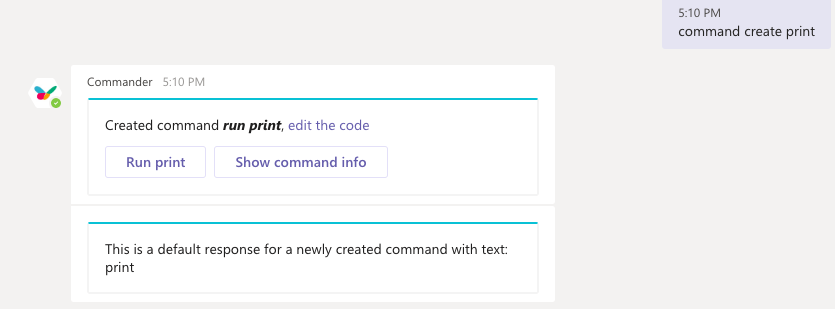 5:10 PM
command create print
Commander 5:10 PM
Created command run print, edit the code
Run print Show command info
This is a default response for a newly created command with text:
print